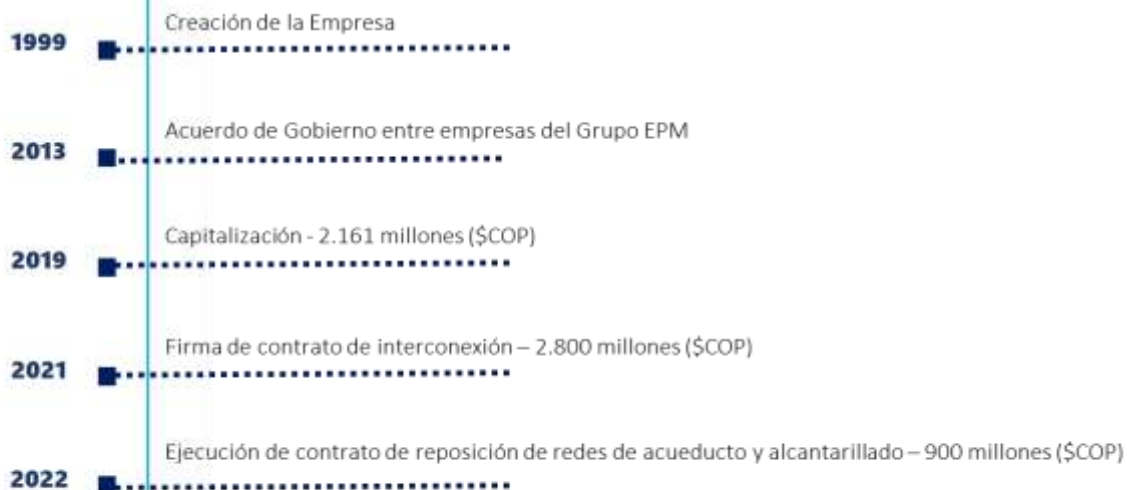 Creación de la Empresa
1999
Acuerdo de Gobierno entre empresas del Grupo EPM
2013
Capitalización - 2.161 millones ($COP)
2019
Firma de contrato de interconexión – 2.800 millones ($COP)
2021
Ejecución de contrato de reposición de redes de acueducto y alcantarillado – 900 millones ($COP)
2022